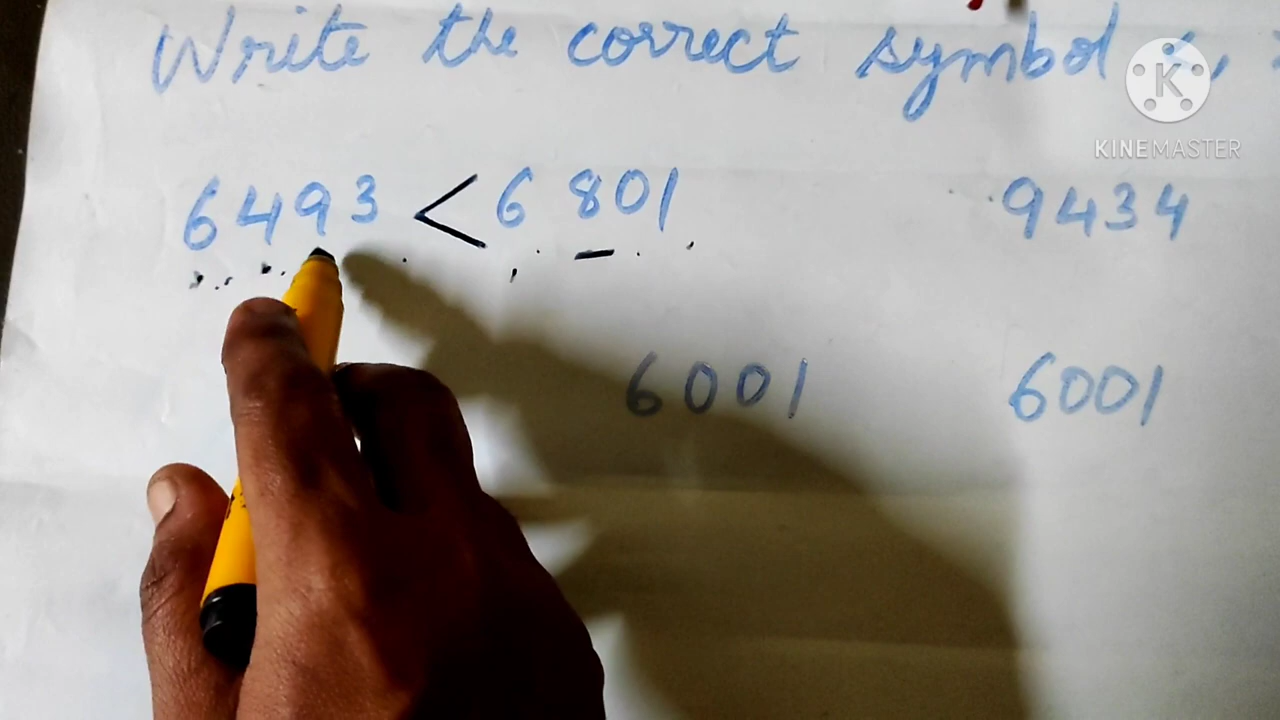 Write the correct symbol <, =
K
KINEMASTER
6493 < 6801 9434
6001 6001